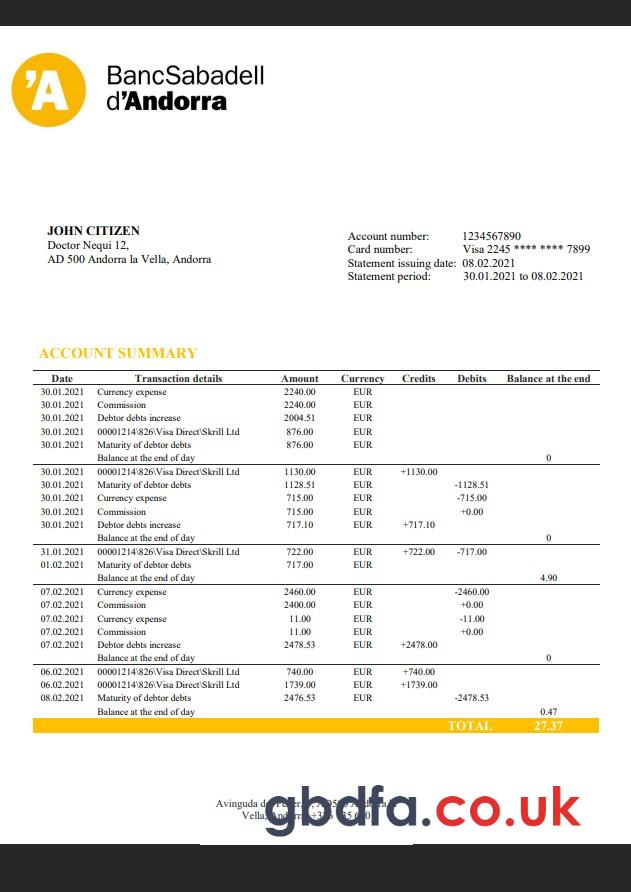 'A BancSabadell
d'Andorra
JOHN CITIZEN
Doctor Nequi 12,
AD 500 Andorra la Vella, Andorra
Account number: 1234567890
Card number: Visa 2245 **** **** 7899
Statement issuing date: 08.02.2021
Statement period: 30.01.2021 to 08.02.2021
ACCOUNT SUMMARY
Date Transaction details Amount Currency Credits Debits Balance at the end
30.01.2021 Currency expense 2240.00 EUR
30.01.2021 Commission 2240.00 EUR
30.01.2021 Debtor debts increase 2004.51 EUR
30.01.2021 00001214\826\Visa Direct\Skrill Ltd 876.00 EUR
30.01.2021 Maturity of debtor debts 876.00 EUR
Balance at the end of day 0
30.01.2021 00001214\826\Visa Direct\Skrill Ltd 1130.00 EUR +1130.00
30.01.2021 Maturity of debtor debts 1128.51 EUR -1128.51
30.01.2021 Currency expense 715.00 EUR -715.00
30.01.2021 Commission 715.00 EUR +0.00
30.01.2021 Debtor debts increase 717.10 EUR +717.10
Balance at the end of day 0
31.01.2021 00001214\826\Visa Direct\Skrill Ltd 722.00 EUR +722.00 -717.00
01.02.2021 Maturity of debtor debts 717.00 EUR
Balance at the end of day 4.90
07.02.2021 Currency expense 2460.00 EUR -2460.00
07.02.2021 Commission 2400.00 EUR +0.00
07.02.2021 Currency expense 11.00 EUR -11.00
07.02.2021 Commission 11.00 EUR +0.00
07.02.2021 Debtor debts increase 2478.53 EUR +2478.00
Balance at the end of day 0
06.02.2021 00001214\826\Visa Direct\Skrill Ltd 740.00 EUR +740.00
06.02.2021 00001214\826\Visa Direct\Skrill Ltd 1739.00 EUR +1739.00
08.02.2021 Maturity of debtor debts 2476.53 EUR -2478.53
Balance at the end of day 0.47
TOTAL 27.37
Avinguda
Vella,
gbdfa.co.uk